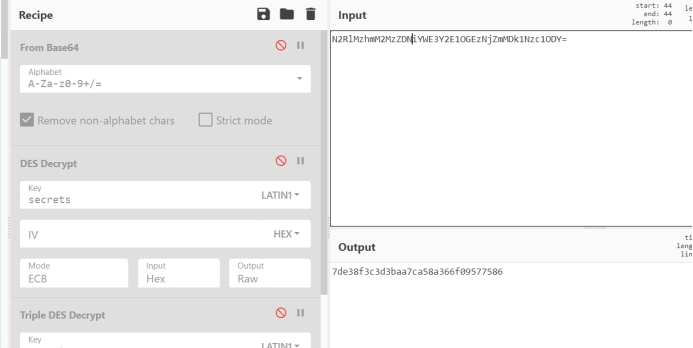 Recipe
From Base64
Alphabet
A-Za-z0-9+/=
Remove non-alphabet chars
Strict mode
DES Decrypt
Key
secrets
LATIN1
IV
HEX
Mode
ECB
Input
Hex
Output
Raw
Triple DES Decrypt
Key
LATIN1
Input
start: 44
end: 44
length: 0
le
l
N2RlMzhmM2MzZDNiYWE3Y2E1OGEzNjZmMDk1Nzc1ODY=
Output
ti
leng
lin
7de38f3c3d3baa7ca58a366f09577586